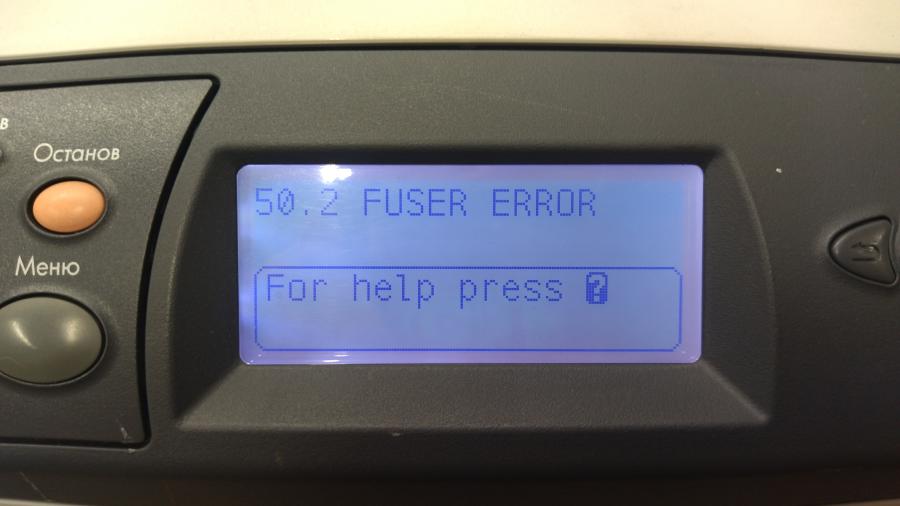 Останов
50.2 FUSER ERROR
Меню
For help press ?